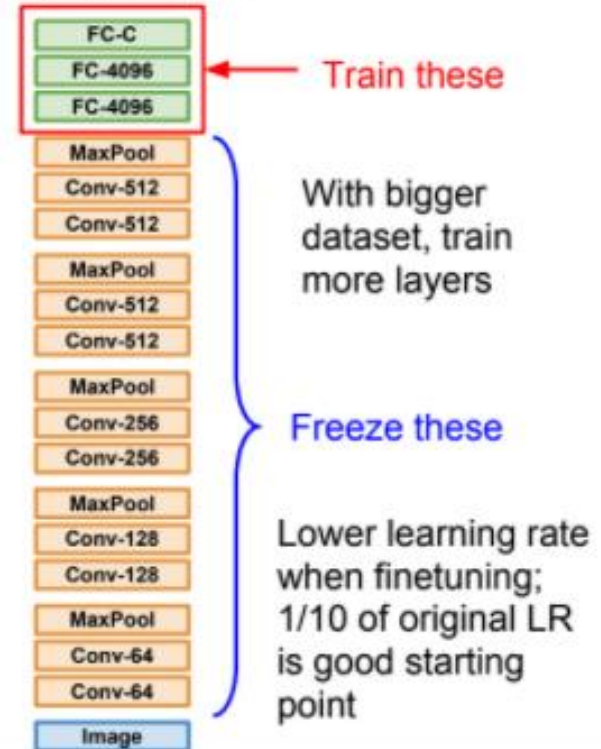 FC-C
FC-4096
FC-4096
Train these
MaxPool
Conv-512
Conv-512
With bigger
dataset, train
more layers
MaxPool
Conv-512
Conv-512
MaxPool
Conv-256
Conv-256
Freeze these
MaxPool
Conv-128
Conv-128
Lower learning rate
when finetuning;
1/10 of original LR
is good starting
point
MaxPool
Conv-64
Conv-64
Image